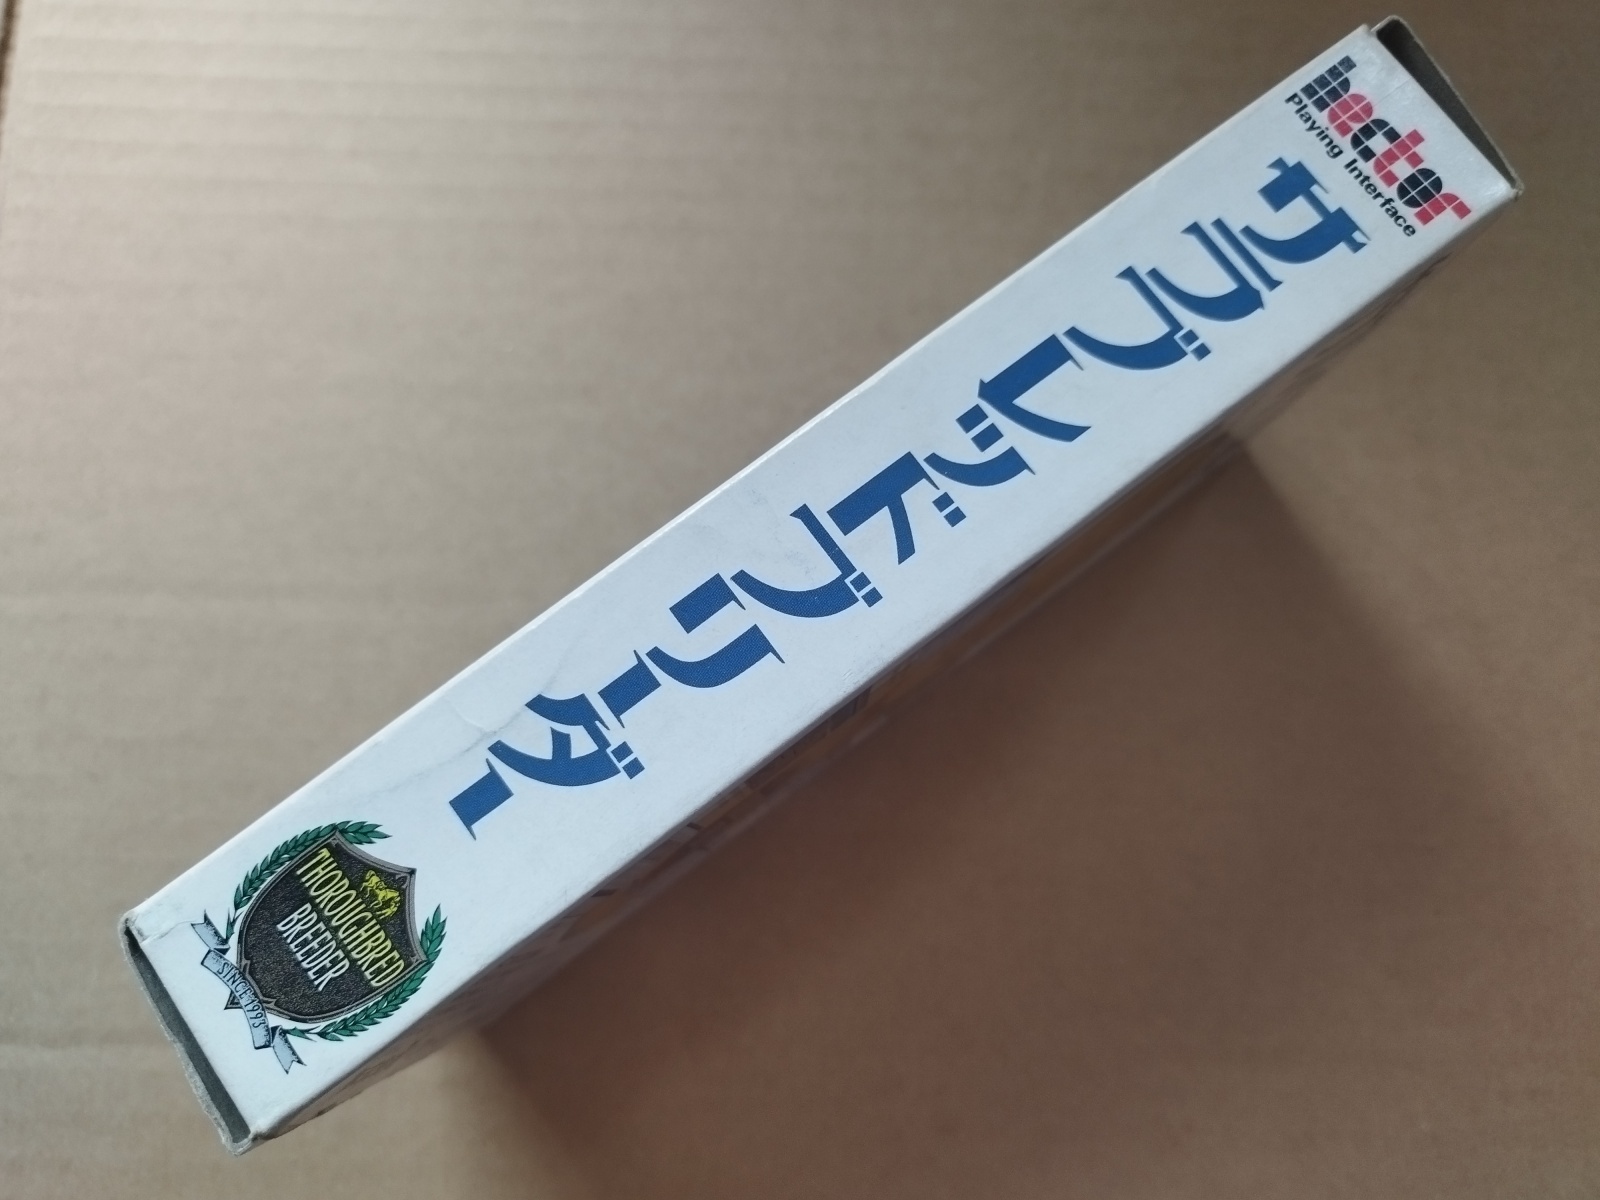 hector
Playing Interface
サラブレッドブリーダー
THOROUGHBRED
BREEDER
SINCE 1993